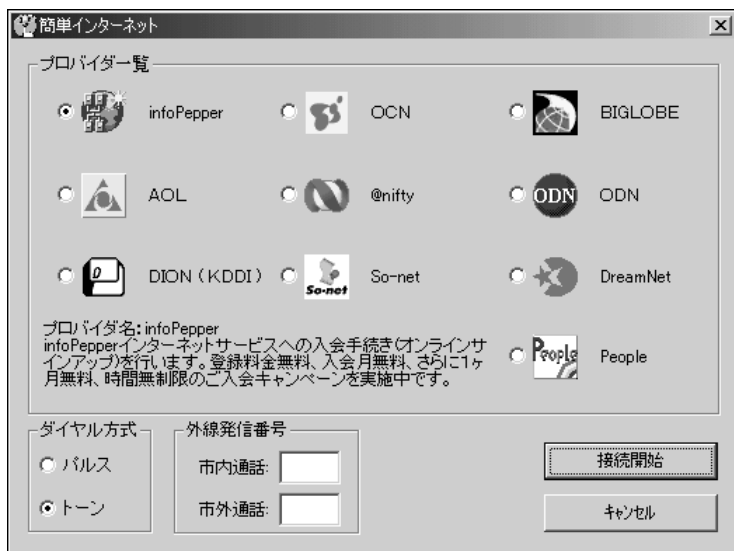 簡単インターネット
プロバイダ一覧
infoPepper
OCN
BIGLOBE
AOL
@nifty
ODN
ODN
DION（KDDI）
So-net
So-net
DreamNet
プロバイダ名：infoPepper
infoPepperインターネットサービスへの入会手続き（オンラインサ
インアップ）を行います。登録料金無料、入会月無料、さらに1ヶ
月無料、時間無制限のご入会キャンペーンを実施中です。
People
People
ダイヤル方式
パルス
トーン
外線発信番号
市内通話：
市外通話：
接続開始
キャンセル